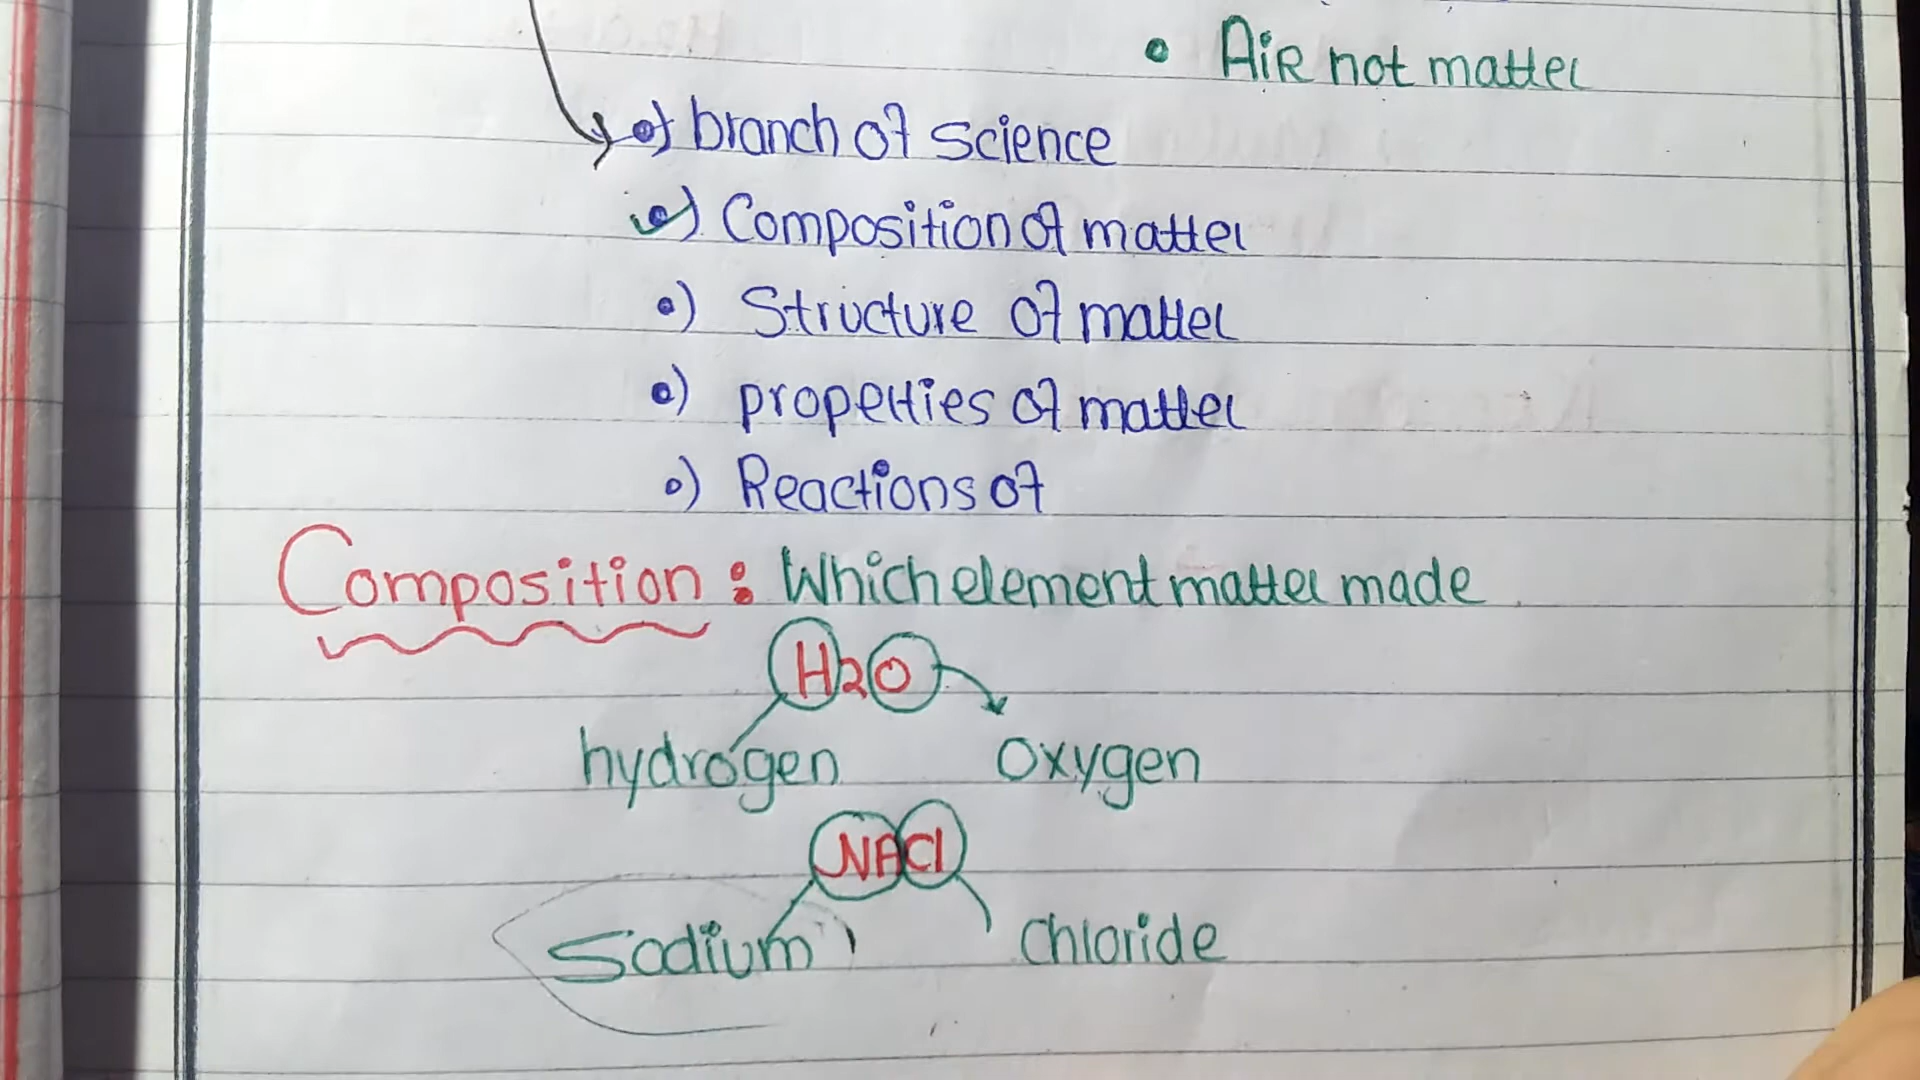 • Air not matter
•) branch of science
•) Composition of matter
•) Structure of matter
•) properties of matter
•) Reactions of
Composition : Which element matter made
H2O
hydrogen oxygen
NACl
Sodium Chloride